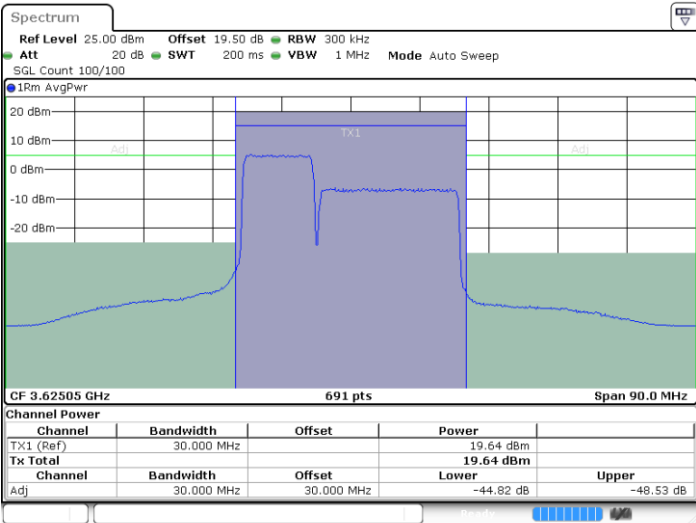 Spectrum
Ref Level 25.00 dBm Offset 19.50 dB RBW 300 kHz
Att 20 dB SWT 200 ms VBW 1 MHz Mode Auto Sweep
SGL Count 100/100
1Rm AvgPwr
20 dBm
TX1
10 dBm
Adj Adj
0 dBm
-10 dBm
-20 dBm
CF 3.62505 GHz 691 pts Span 90.0 MHz
Channel Power
Channel Bandwidth Offset Power
TX1 (Ref) 30.000 MHz 19.64 dBm
Tx Total 19.64 dBm
Channel Bandwidth Offset Lower Upper
Adj 30.000 MHz 30.000 MHz -44.82 dB -48.53 dB
Ready